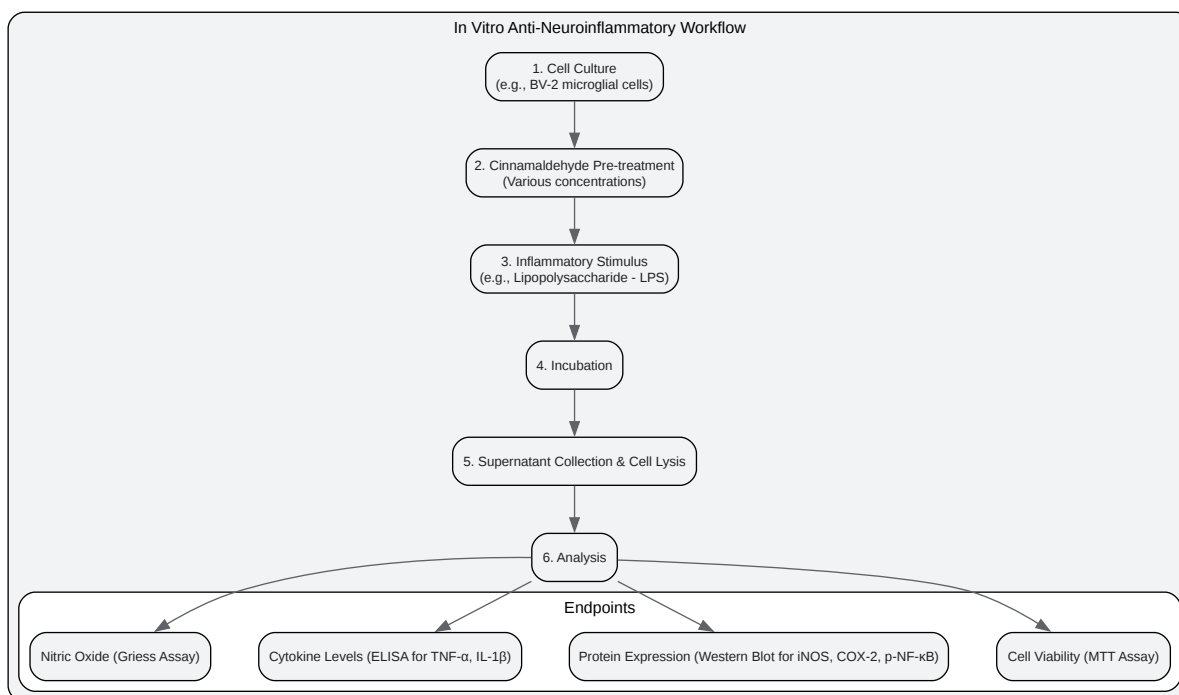 In Vitro Anti-Neuroinflammatory Workflow
1. Cell Culture
(e.g., BV-2 microglial cells)
2. Cinnamaldehyde Pre-treatment
(Various concentrations)
3. Inflammatory Stimulus
(e.g., Lipopolysaccharide - LPS)
4. Incubation
5. Supernatant Collection & Cell Lysis
6. Analysis
Endpoints
Nitric Oxide (Griess Assay)
Cytokine Levels (ELISA for TNF-α, IL-1β)
Protein Expression (Western Blot for iNOS, COX-2, p-NF-κB)
Cell Viability (MTT Assay)